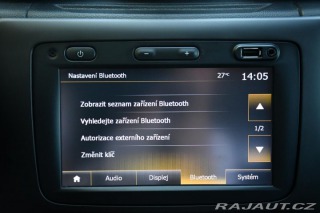 Nastavení Bluetooth
27°C
14:05
Zobrazit seznam zařízení Bluetooth
Vyhledejte zařízení Bluetooth
Autorizace externího zařízení
Změnit klíč
1/2
Audio
Displej
Bluetooth
Systém
RAJAUT.CZ